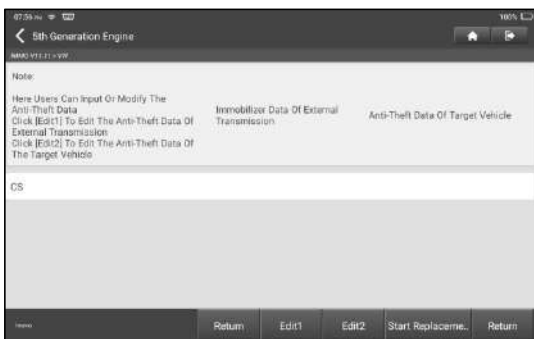 100%
5th Generation Engine
Note:
Here Users Can Input Or Modify The
Anti-Theft Data
Click [Edit1] To Edit The Anti-Theft Data Of
External Transmission
Click [Edit2] To Edit The Anti-Theft Data Of
The Target Vehicle
Immobilizer Data Of External
Transmission
Anti-Theft Data Of Target Vehicle
CS
Return
Edit1
Edit2
Start Replaceme..
Return